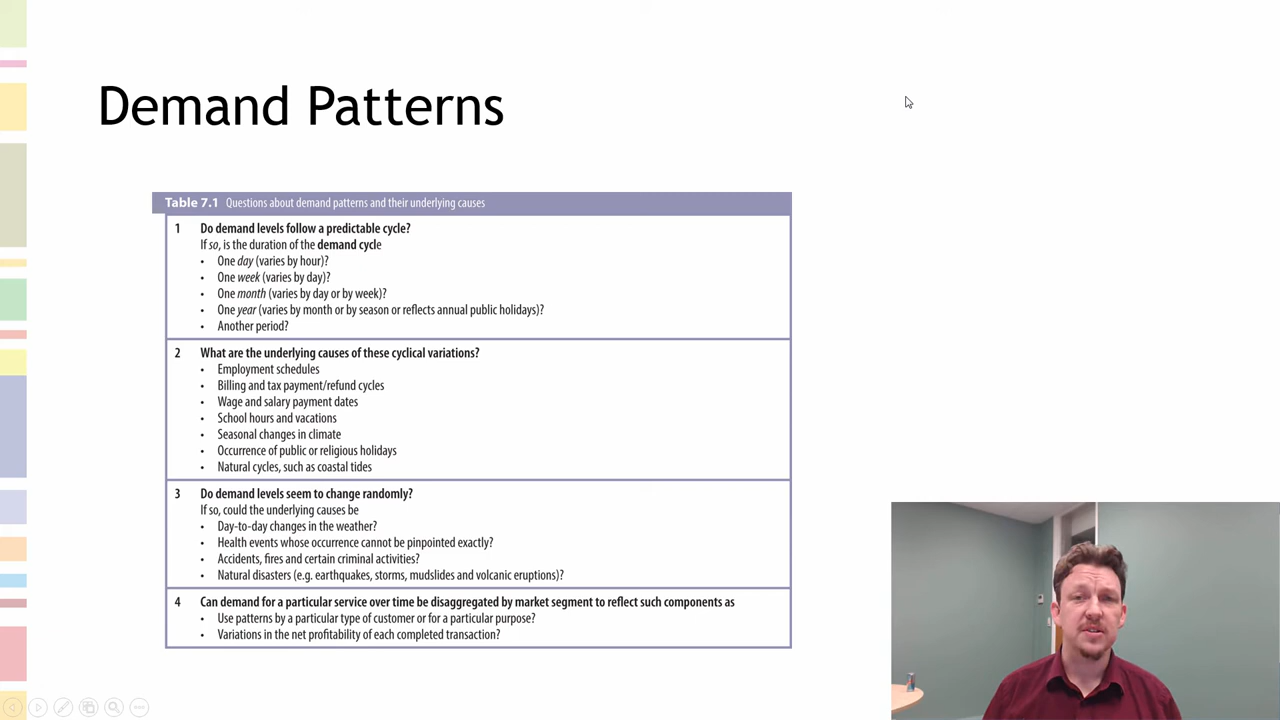 Demand Patterns
Table 7.1 Questions about demand patterns and their underlying causes
1 Do demand levels follow a predictable cycle?
If so, is the duration of the demand cycle
• One day (varies by hour)?
• One week (varies by day)?
• One month (varies by day or by week)?
• One year (varies by month or by season or reflects annual public holidays)?
• Another period?
2 What are the underlying causes of these cyclical variations?
• Employment schedules
• Billing and tax payment/refund cycles
• Wage and salary payment dates
• School hours and vacations
• Seasonal changes in climate
• Occurrence of public or religious holidays
• Natural cycles, such as coastal tides
3 Do demand levels seem to change randomly?
If so, could the underlying causes be
• Day-to-day changes in the weather?
• Health events whose occurrence cannot be pinpointed exactly?
• Accidents, fires and certain criminal activities?
• Natural disasters (e.g. earthquakes, storms, mudslides and volcanic eruptions)?
4 Can demand for a particular service over time be disaggregated by market segment to reflect such components as
• Use patterns by a particular type of customer or for a particular purpose?
• Variations in the net profitability of each completed transaction?